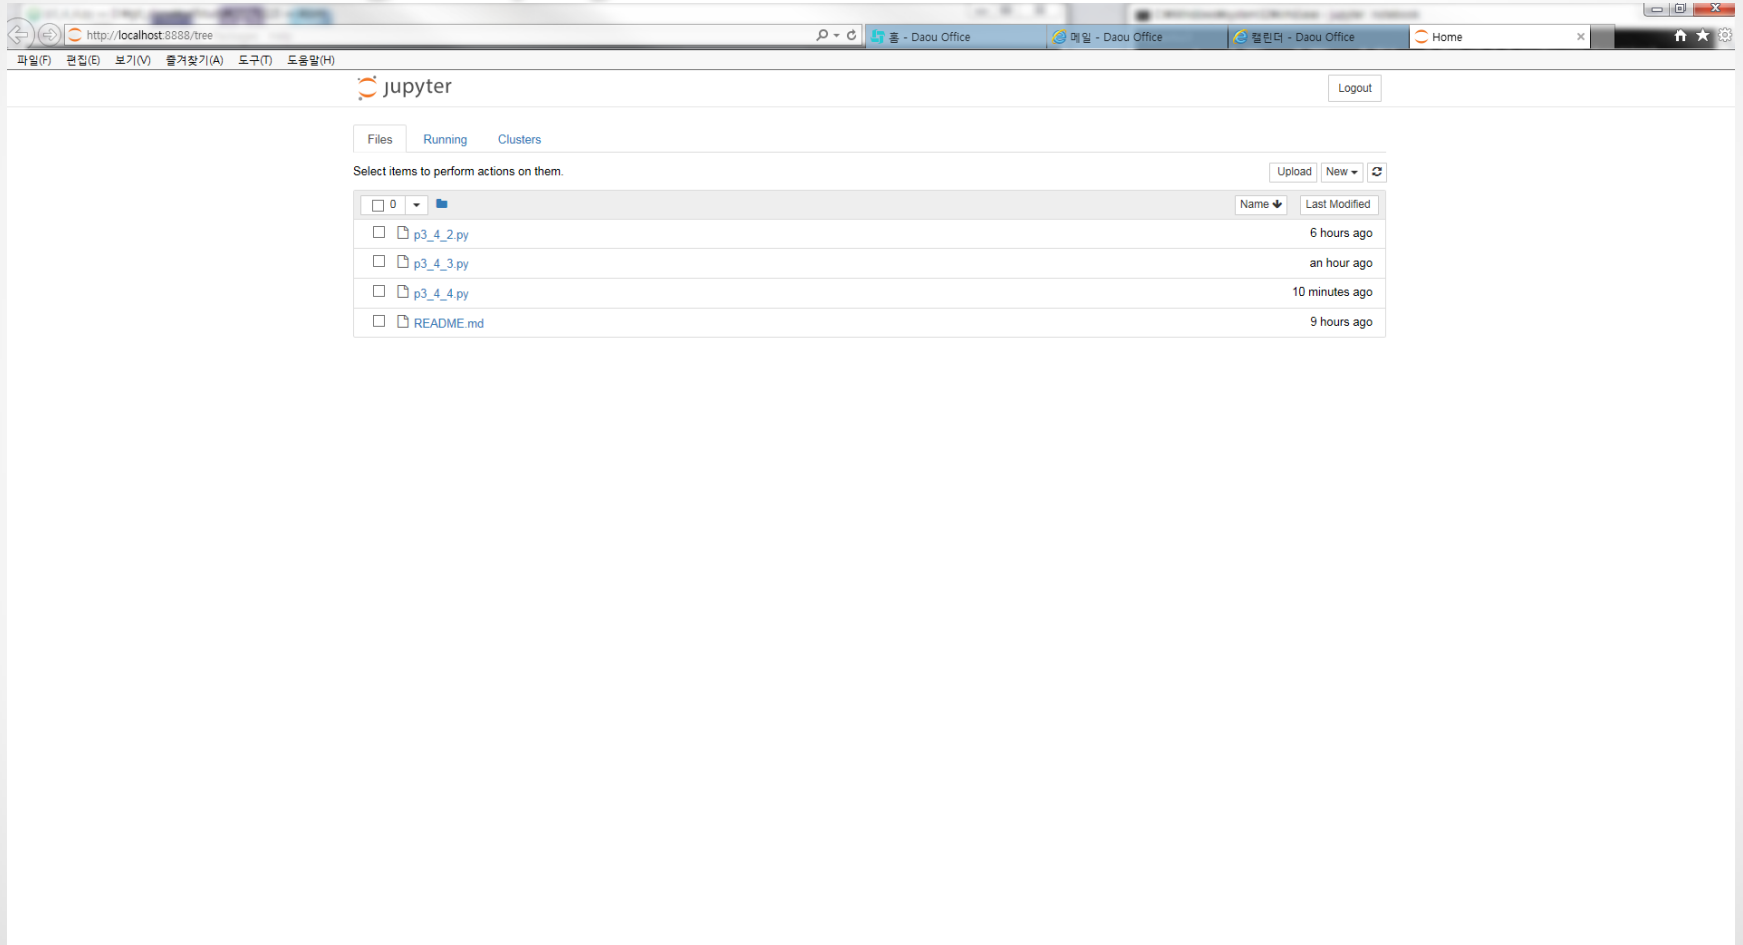 http://localhost:8888/tree
홈 - Daou Office
메일 - Daou Office
캘린더 - Daou Office
Home
파일(F) 편집(E) 보기(V) 즐겨찾기(A) 도구(T) 도움말(H)
jupyter
Logout
Files Running Clusters
Select items to perform actions on them.
Upload New
0 Name Last Modified
p3_4_2.py 6 hours ago
p3_4_3.py an hour ago
p3_4_4.py 10 minutes ago
README.md 9 hours ago